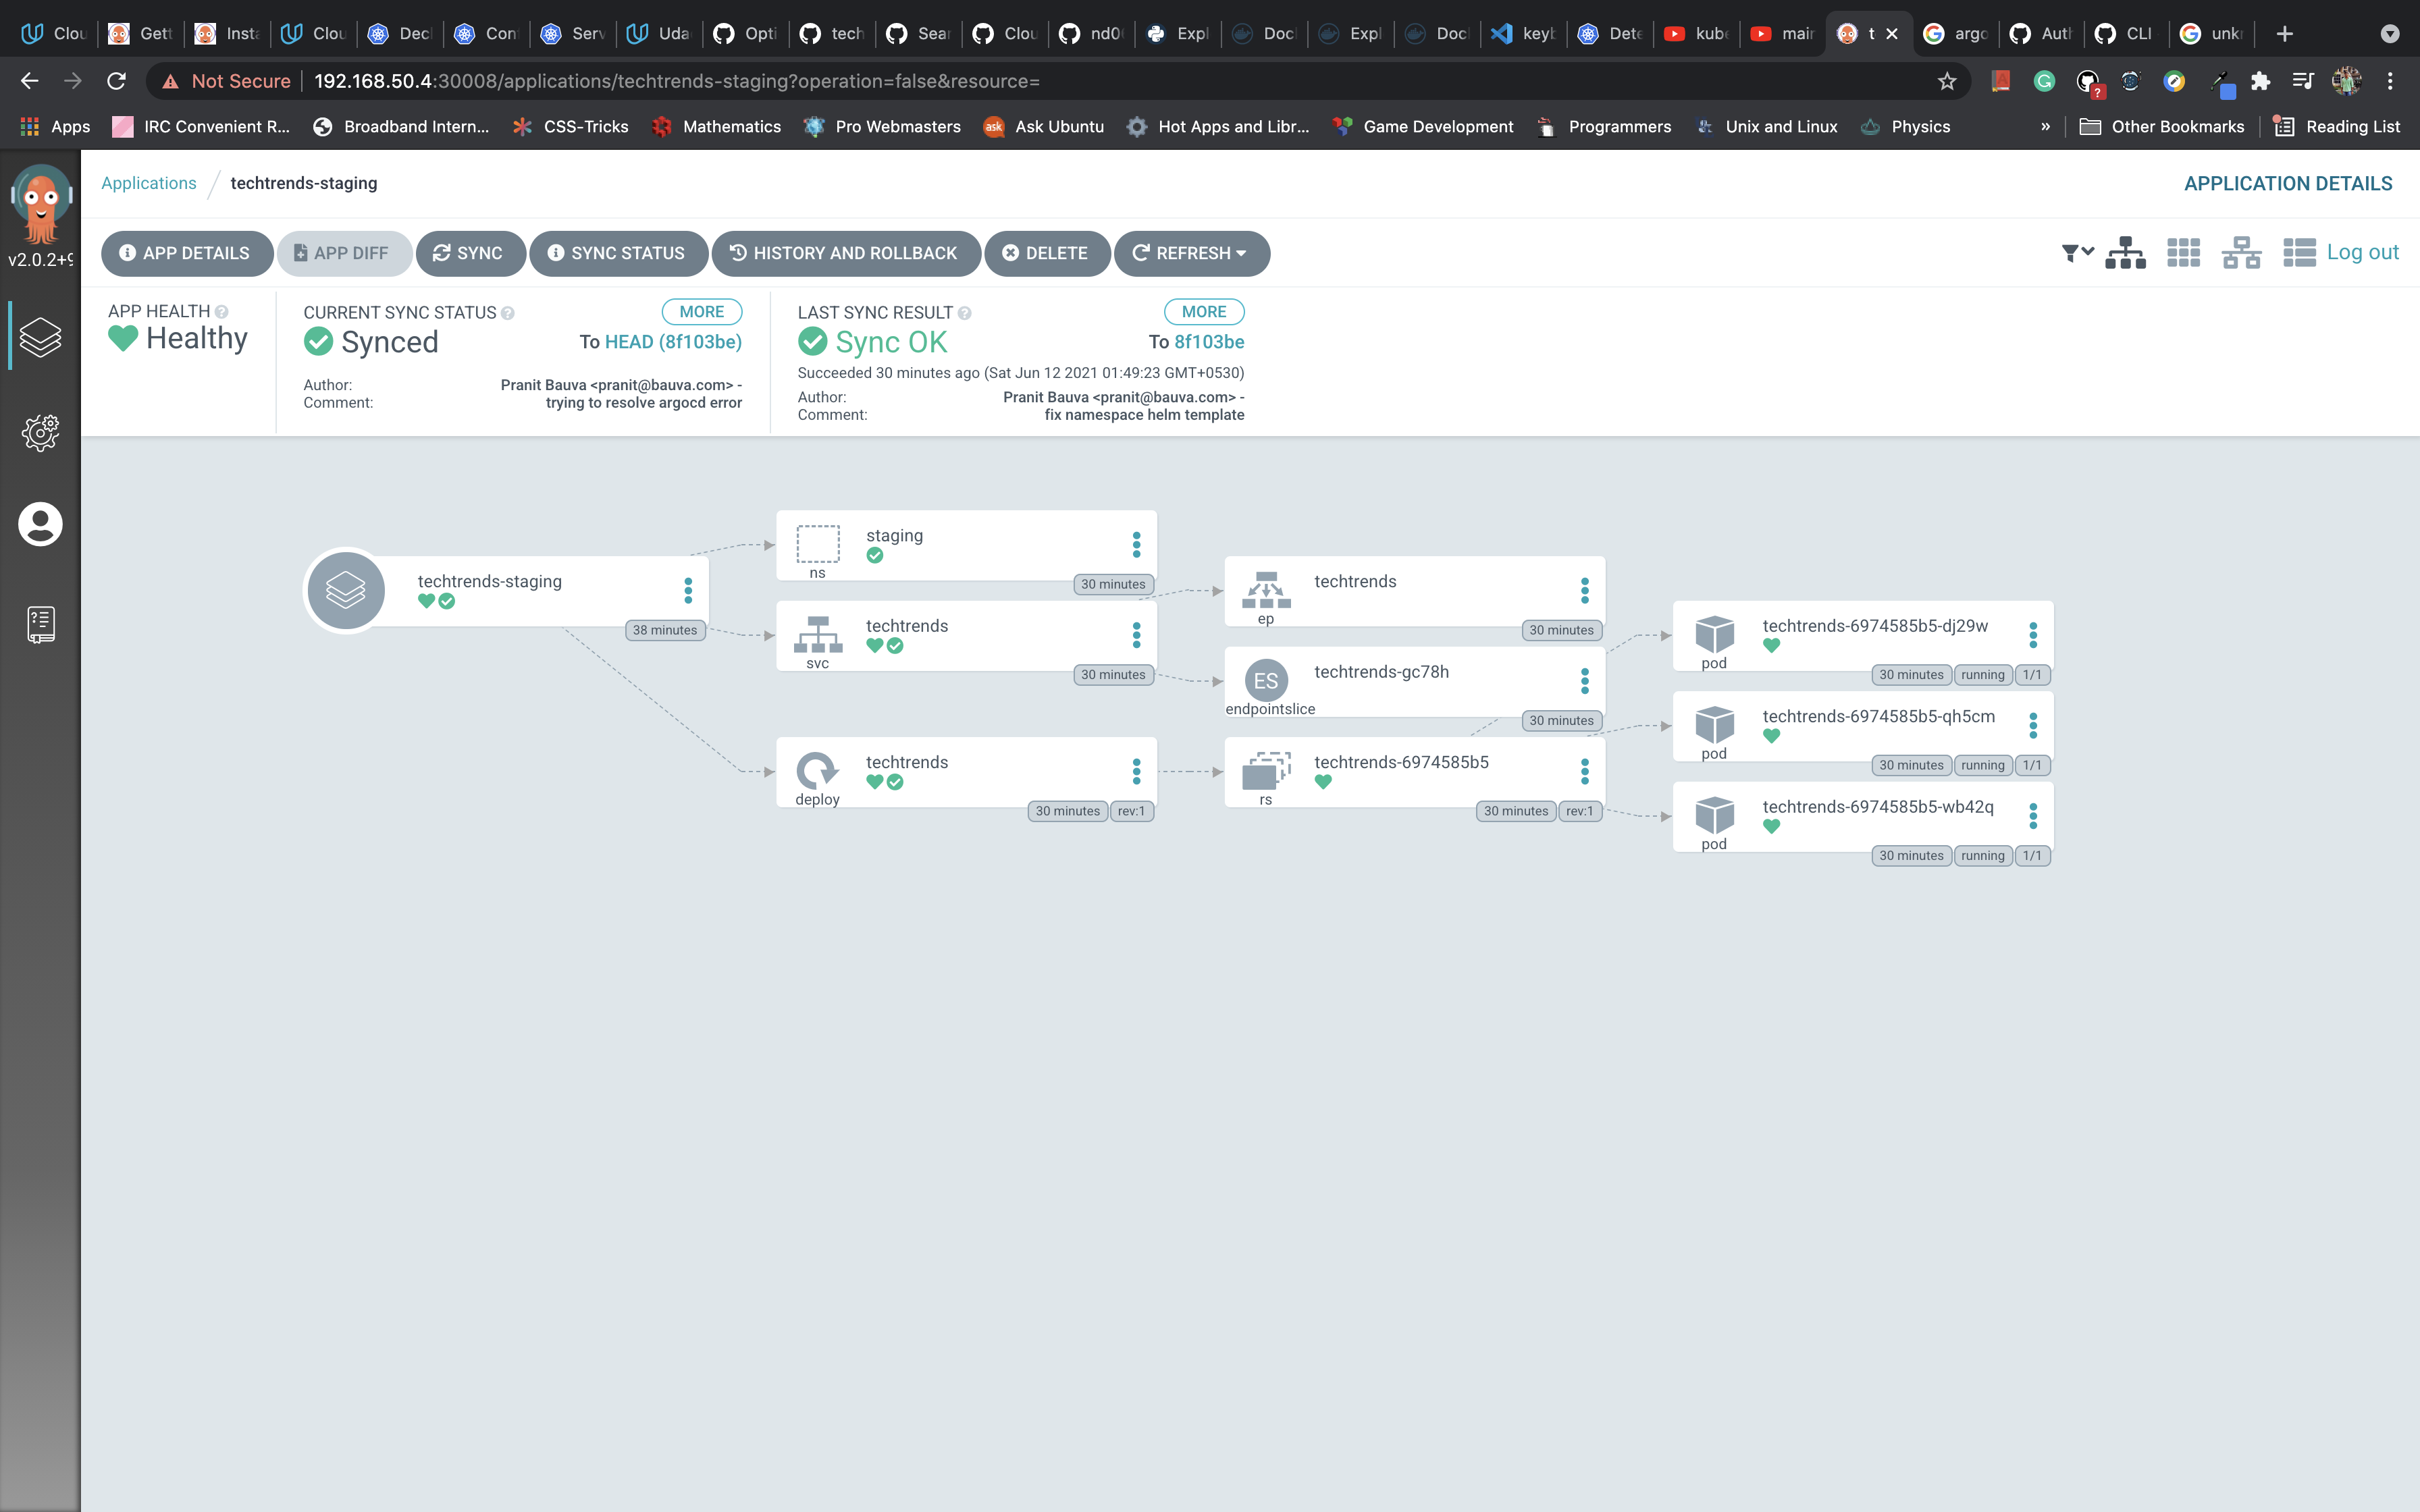 Clou Gett Insta Clou Decl Con Serv Uda Opti tech Sear Clou nd0 Expl Doc Expl Doc keyb Dete kube mair t argo Auth CLI unkn
Not Secure 192.168.50.4:30008/applications/techtrends-staging?operation=false&resource=
Apps IRC Convenient R... Broadband Intern... CSS-Tricks Mathematics Pro Webmasters ask Ask Ubuntu Hot Apps and Libr... Game Development Programmers Unix and Linux Physics » Other Bookmarks Reading List
Applications / techtrends-staging APPLICATION DETAILS
v2.0.2+9
APP DETAILS APP DIFF SYNC SYNC STATUS HISTORY AND ROLLBACK DELETE REFRESH Log out
APP HEALTH
Healthy
CURRENT SYNC STATUS MORE
Synced To HEAD (8f103be)
Author: Pranit Bauva <pranit@bauva.com> -
Comment: trying to resolve argocd error
LAST SYNC RESULT MORE
Sync OK To 8f103be
Succeeded 30 minutes ago (Sat Jun 12 2021 01:49:23 GMT+0530)
Author: Pranit Bauva <pranit@bauva.com> -
Comment: fix namespace helm template
techtrends-staging
38 minutes
staging
ns
30 minutes
techtrends
svc
30 minutes
techtrends
deploy
30 minutes rev:1
techtrends
ep
30 minutes
ES techtrends-gc78h
endpointslice
30 minutes
techtrends-6974585b5
rs
30 minutes rev:1
techtrends-6974585b5-dj29w
pod
30 minutes running 1/1
techtrends-6974585b5-qh5cm
pod
30 minutes running 1/1
techtrends-6974585b5-wb42q
pod
30 minutes running 1/1